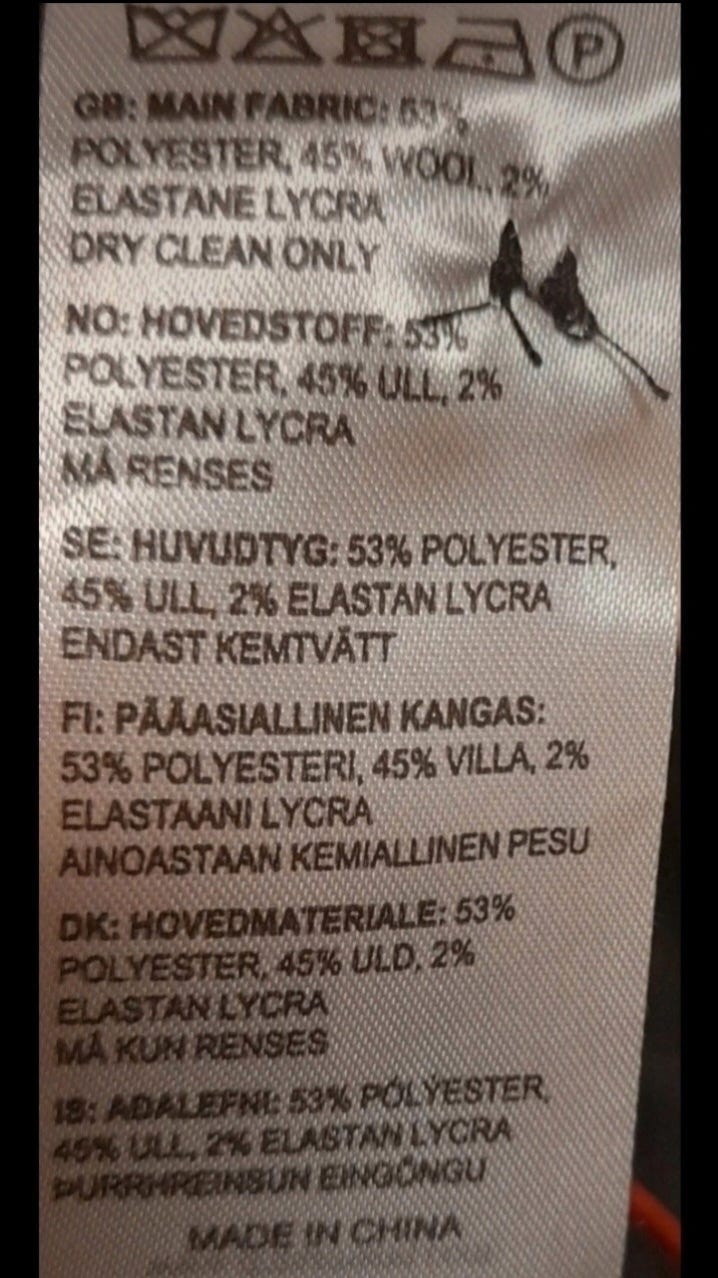 P
GB: MAIN FABRIC: 53%
POLYESTER, 45% WOOL, 2%
ELASTANE LYCRA
DRY CLEAN ONLY
NO: HOVEDSTOFF: 53%
POLYESTER, 45% ULL, 2%
ELASTAN LYCRA
MÅ RENSES
SE: HUVUDTYG: 53% POLYESTER,
45% ULL, 2% ELASTAN LYCRA
ENDAST KEMTVÄTT
FI: PÄÄASIALLINEN KANGAS:
53% POLYESTERI, 45% VILLA, 2%
ELASTAANI LYCRA
AINOASTAAN KEMIALLINEN PESU
DK: HOVEDMATERIALE: 53%
POLYESTER, 45% ULD, 2%
ELASTAN LYCRA
MÅ KUN RENSES
IS: AÐALEFNI: 53% PÓLÝESTER,
45% ULL, 2% ELASTAN LYCRA
ÞURRHREINSUN EINGÖNGU
MADE IN CHINA